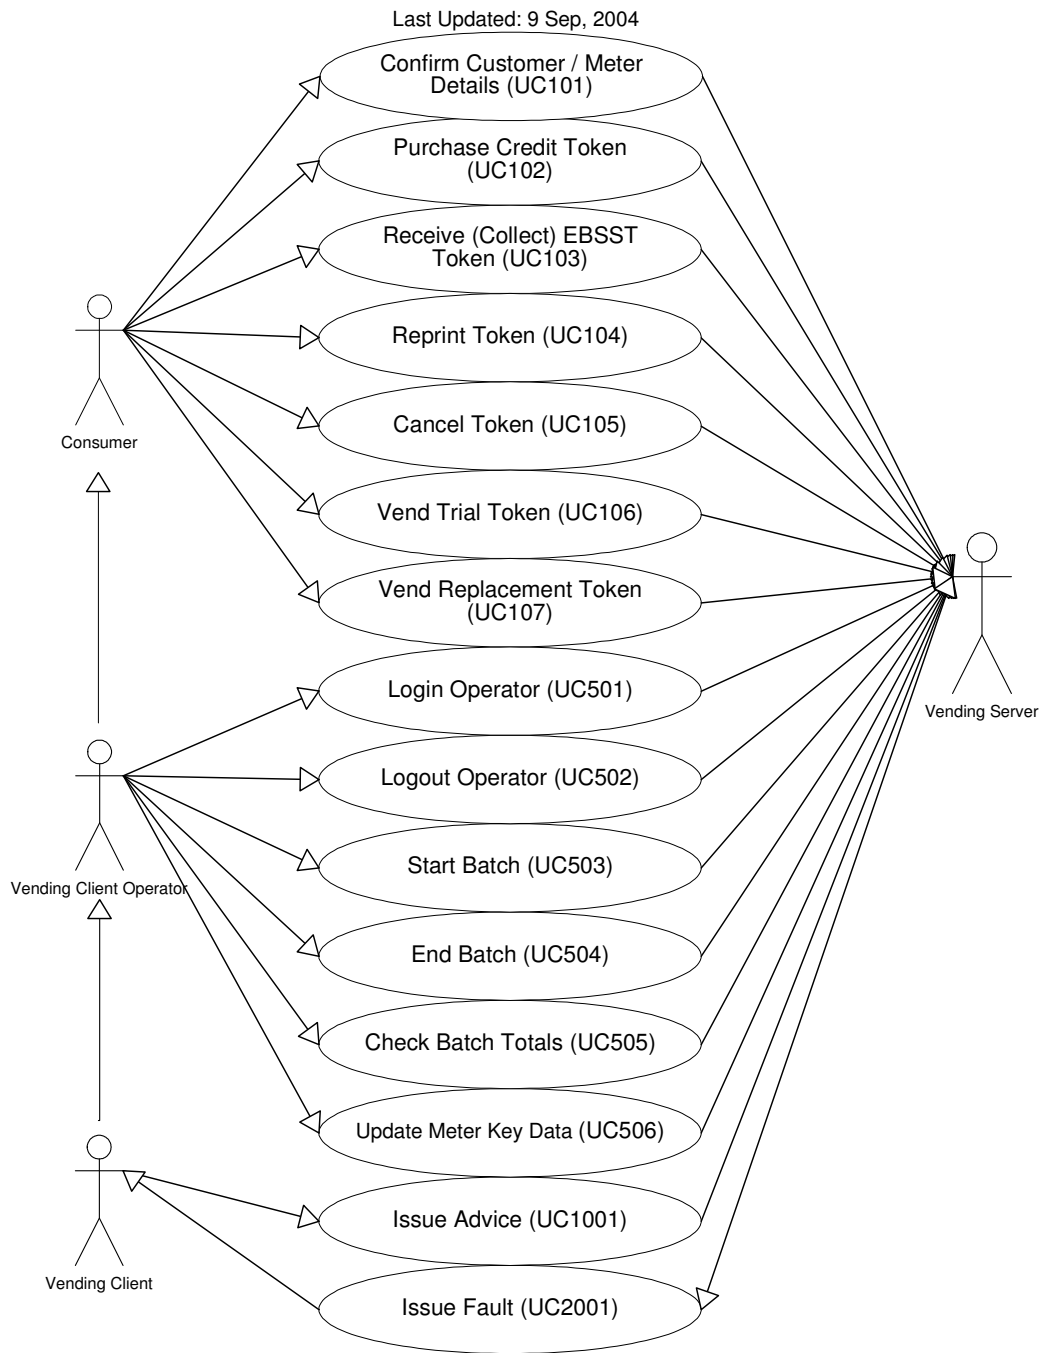 Last Updated: 9 Sep, 2004
Confirm Customer / Meter
Details (UC101)
Purchase Credit Token
(UC102)
Receive (Collect) EBSST
Token (UC103)
Reprint Token (UC104)
Cancel Token (UC105)
Consumer
Vend Trial Token (UC106)
Vend Replacement Token
(UC107)
Login Operator (UC501)
Vending Server
Logout Operator (UC502)
Start Batch (UC503)
Vending Client Operator
End Batch (UC504)
Check Batch Totals (UC505)
Update Meter Key Data (UC506)
Issue Advice (UC1001)
Vending Client
Issue Fault (UC2001)